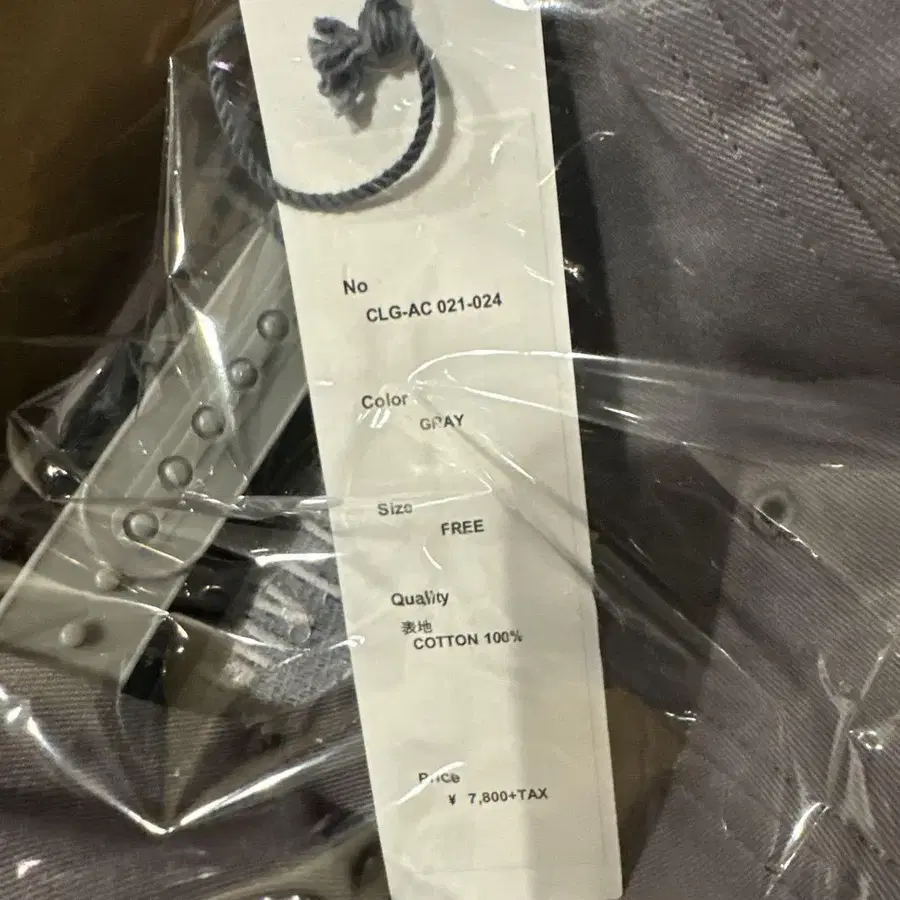 No
CLG-AC 021-024
Color
GRAY
Size
FREE
Quality
表地
COTTON 100%
Price
¥ 7,800+TAX